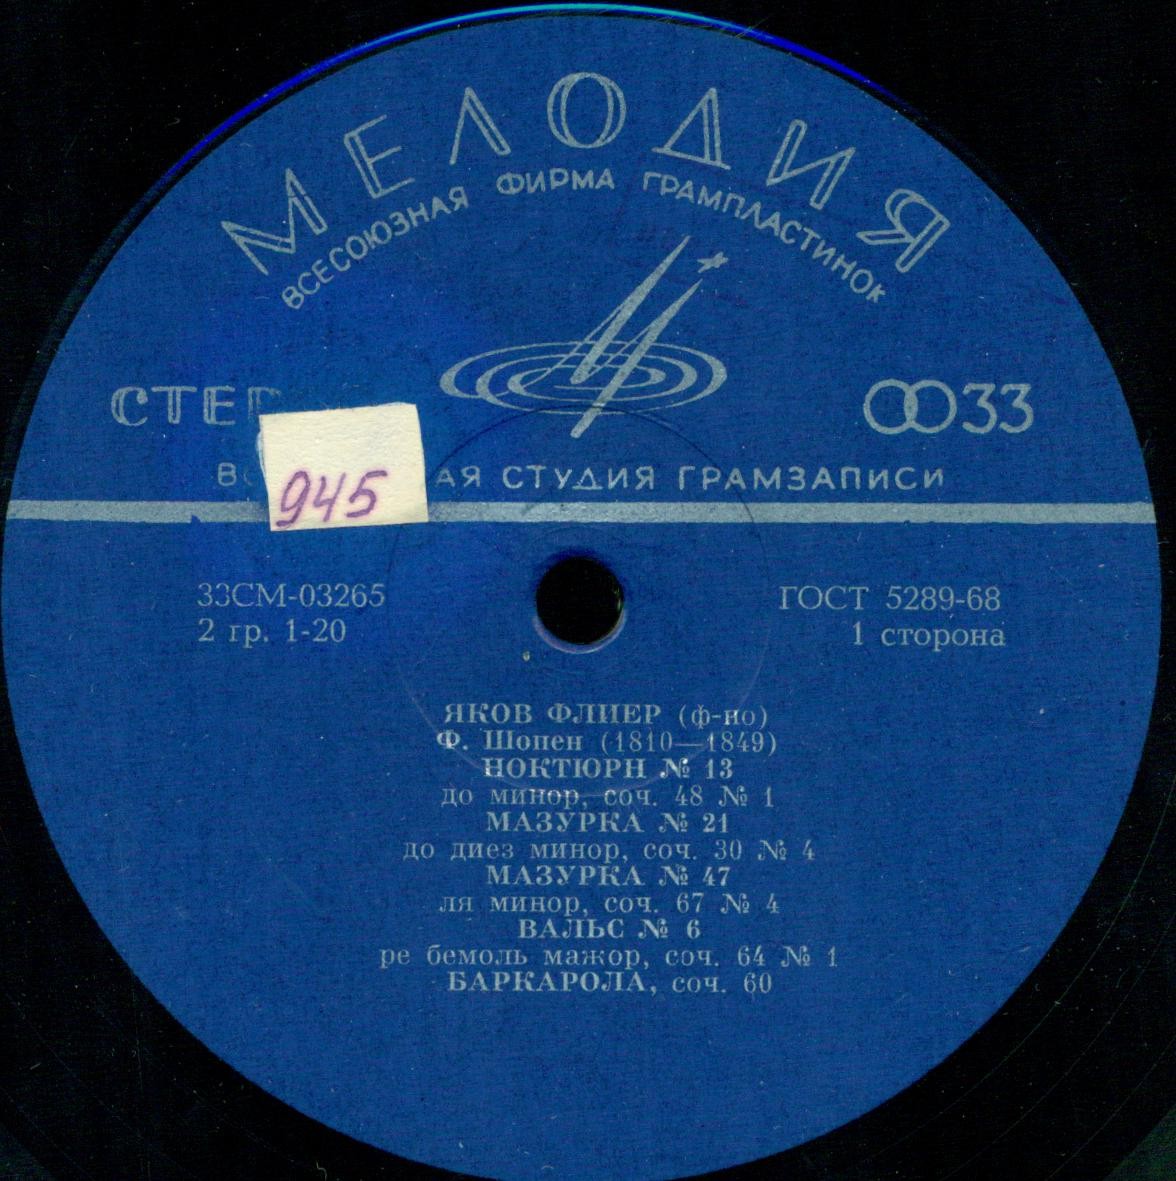 МЕЛОДИЯ
ВСЕСОЮЗНАЯ ФИРМА ГРАМПЛАСТИНОК
33
945
СТУДИЯ ГРАМЗАПИСИ
33СМ-03265
ГОСТ 5289-68
2 гр. 1-20
1 сторона
ЯКОВ ФЛИЕР (ф-но)
Ф. Шопен (1810—1849)
НОКТЮРН № 13
до минор, соч. 48 № 1
МАЗУРКА № 21
до диез минор, соч. 30 № 4
МАЗУРКА № 47
ля минор, соч. 67 № 4
ВАЛЬС № 6
ре бемоль мажор, соч. 64 № 1
БАРКАРОЛА, соч. 60